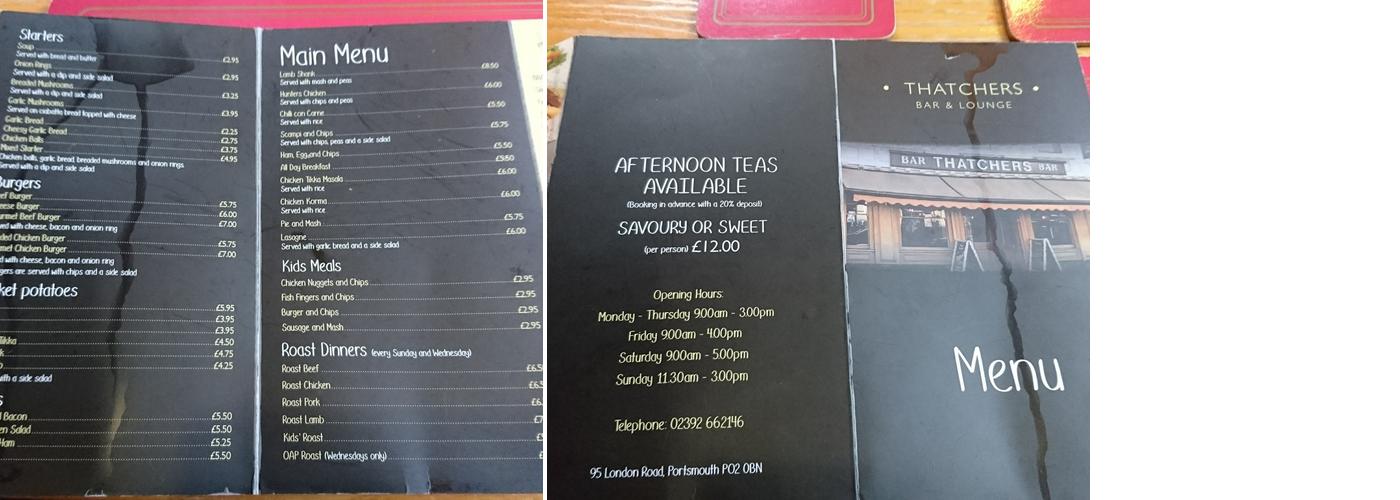 Starters
Soup £2.95
Served with bread and butter
Onion Rings £2.95
Served with a dip and side salad
Breaded Mushrooms £3.25
Served with a dip and side salad
Garlic Mushrooms £3.95
Served on ciabatta bread topped with cheese
Garlic Bread £2.25
Cheesy Garlic Bread £2.75
Chicken Balls £3.75
Mixed Starter £4.95
Chicken balls, garlic bread, breaded mushrooms and onion rings.
Served with a dip and side salad
Burgers
Burger £5.75
Burger £6.00
Beef Burger £7.00
with cheese, bacon and onion ring
Chicken Burger £5.75
Chicken Burger £7.00
with cheese, bacon and onion ring
are served with chips and a side salad
potatoes
£5.95
£3.95
£3.95
£4.50
£4.75
£4.25
with a side salad
Bacon £5.50
Salad £5.50
Ham £5.25
£5.50
Main Menu
Lamb Shank £8.50
Served with mash and peas
Hunters Chicken £6.00
Served with chips and peas
Chilli con Carne £5.50
Served with rice
Scampi and Chips £5.75
Served with chips, peas and a side salad
Ham, Egg and Chips £5.50
All Day Breakfast £5.50
Chicken Tikka Masala £6.00
Served with rice
Chicken Korma £6.00
Served with rice
Pie and Mash £5.75
Lasagne £6.00
Served with garlic bread and a side salad
Kids Meals
Chicken Nuggets and Chips £2.95
Fish Fingers and Chips £2.95
Burger and Chips £2.95
Sausage and Mash £2.95
Roast Dinners (every Sunday and Wednesday)
Roast Beef
Roast Chicken
Roast Pork
Roast Lamb
Kids' Roast
OAP Roast (Wednesdays only)
AFTERNOON TEAS
AVAILABLE
(Booking in advance with a 20% deposit)
SAVOURY OR SWEET
(per person) £12.00
Opening Hours:
Monday - Thursday 9.00am - 3.00pm
Friday 9.00am - 4.00pm
Saturday 9.00am - 5.00pm
Sunday 11.30am - 3.00pm
Telephone: 02392 662146
95 London Road, Portsmouth PO2 0BN
• THATCHERS •
BAR & LOUNGE
BAR THATCHERS BAR
Menu